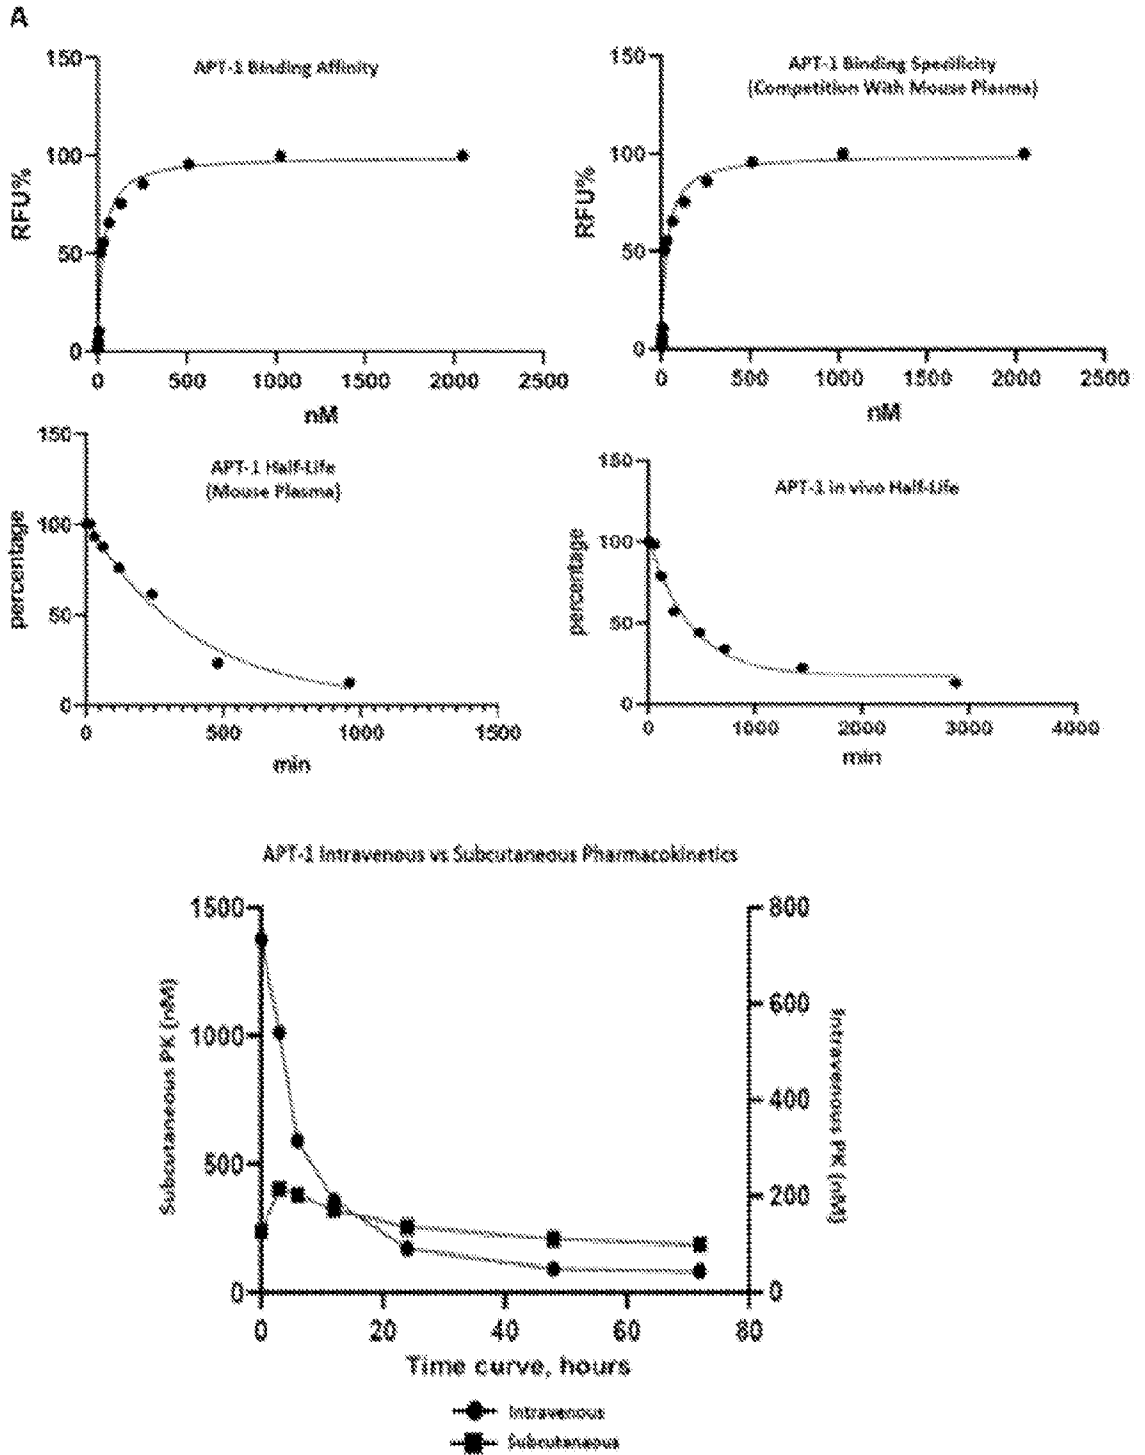 A
APT-1 Binding Affinity
150
100
50
0
RFU%
0 500 1000 1500 2000 2500
nM
APT-1 Binding Specificity
(Competition With Mouse Plasma)
150
100
50
0
RFU%
0 500 1000 1500 2000 2500
nM
APT-1 Half-Life
(Mouse Plasma)
150
100
50
0
percentage
0 500 1000 1500
min
APT-1 in vivo Half-Life
150
100
50
0
percentage
0 1000 2000 3000 4000
min
APT-1 Intravenous vs Subcutaneous Pharmacokinetics
1500
1000
500
0
Subcutaneous PK (nM)
800
600
400
200
0
Intravenous PK (nM)
0 20 40 60 80
Time curve, hours
Intravenous
Subcutaneous